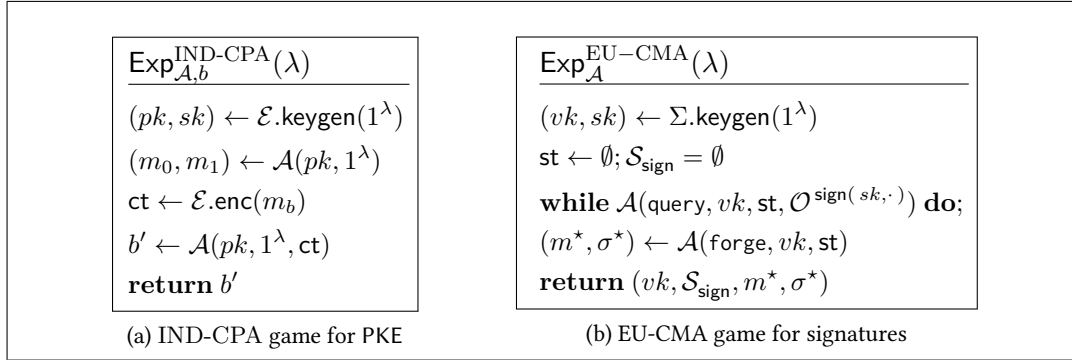 Exp^{IND-CPA}_{𝒜,b}(λ)
(pk, sk) ← ℰ.keygen(1^λ)
(m_0, m_1) ← 𝒜(pk, 1^λ)
ct ← ℰ.enc(m_b)
b′ ← 𝒜(pk, 1^λ, ct)
return b′
(a) IND-CPA game for PKE
Exp^{EU−CMA}_𝒜(λ)
(vk, sk) ← Σ.keygen(1^λ)
st ← ∅; 𝒮_sign = ∅
while 𝒜(query, vk, st, 𝒪^{sign(sk,·)}) do;
(m^⋆, σ^⋆) ← 𝒜(forge, vk, st)
return (vk, 𝒮_sign, m^⋆, σ^⋆)
(b) EU-CMA game for signatures